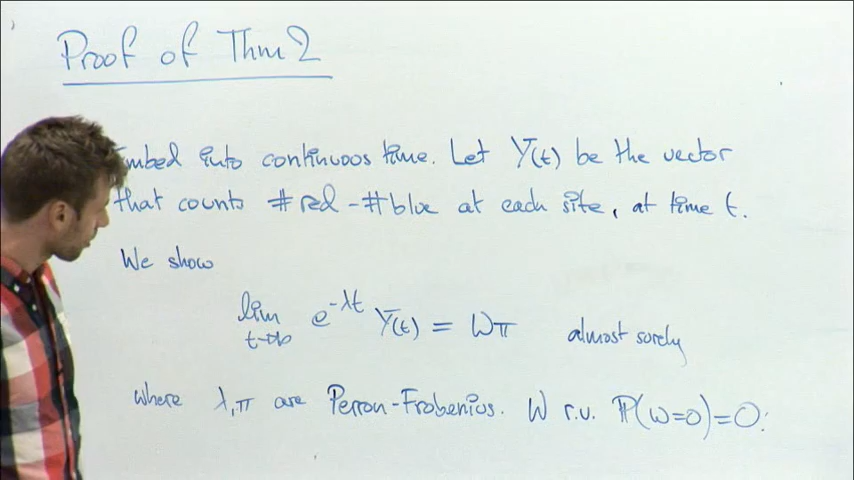 Proof of Thm 2
Embed into continuous time. Let Y(t) be the vector
that counts #red - #blue at each site, at time t.
We show
lim t→∞ e^{-λt} Y(t) = Wπ almost surely
where λ, π are Perron-Frobenius. W r.u. ℙ(W=0)=0.